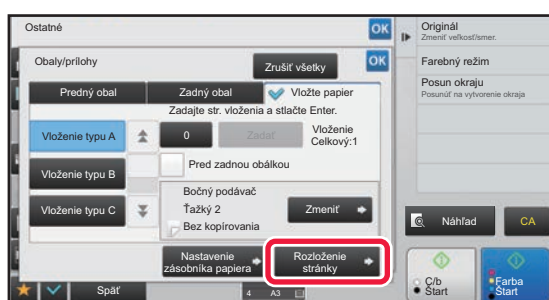 Ostatné
OK
Obaly/prílohy
Zrušiť všetky
OK
Predný obal
Zadný obal
Vložte papier
Zadajte str. vloženia a stlačte Enter.
Vloženie typu A
0
Zadať
Vloženie
Celkový:1
Pred zadnou obálkou
Vloženie typu B
Vloženie typu C
Bočný podávač
Ťažký 2
Bez kopírovania
Zmeniť
Nastavenie
zásobníka papiera
Rozloženie
stránky
Späť
4
A3
Originál
Zmeniť veľkosť/smer.
Farebný režim
Posun okraju
Posunúť na vytvorenie okraja
Náhľad
CA
Č/b
Štart
Farba
Štart